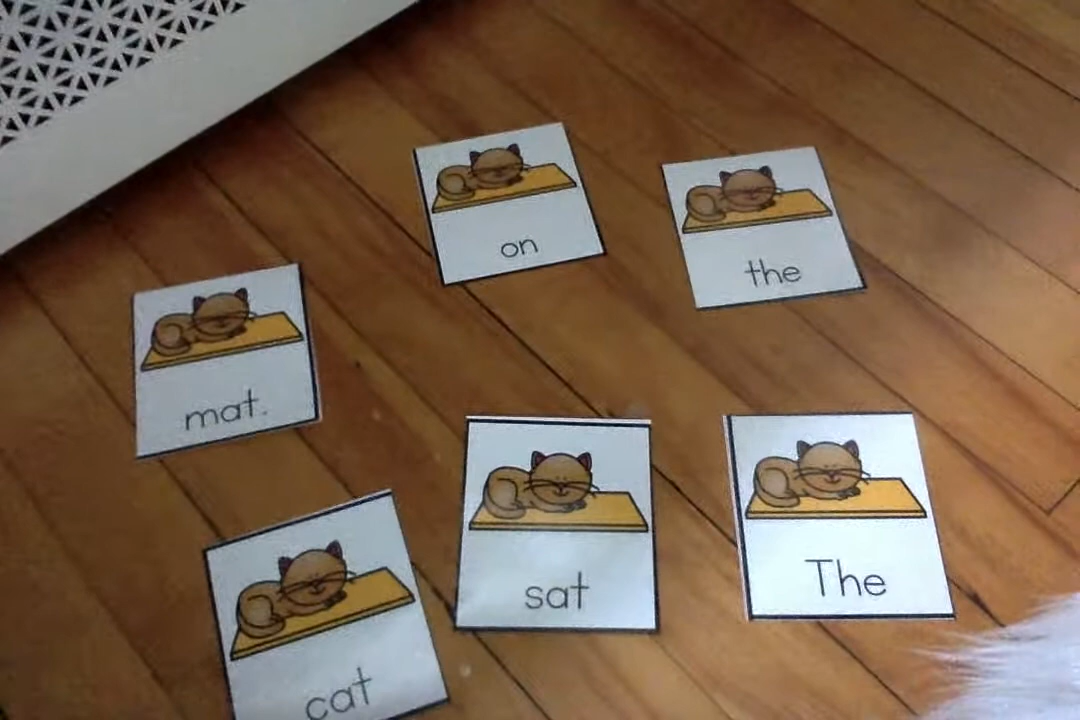 on
the
mat.
sat
The
cat